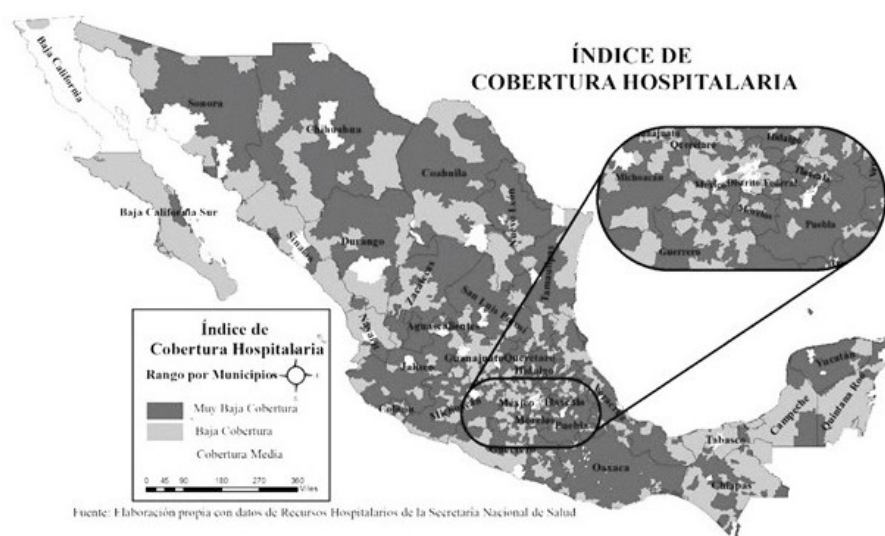 ÍNDICE DE
COBERTURA HOSPITALARIA
Baja California
Sonora
Chihuahua
Coahuila
Baja California Sur
Sinaloa
Durango
Nuevo León
Tamaulipas
Zacatecas
San Luis Potosí
Nayarit
Aguascalientes
Jalisco
Guanajuato
Querétaro
Hidalgo
Colima
Michoacán
México
Tlaxcala
Morelos
Puebla
Veracruz
Guerrero
Oaxaca
Tabasco
Chiapas
Campeche
Yucatán
Quintana Roo
Querétaro
Hidalgo
Michoacán
México
Distrito Federal
Tlaxcala
Morelos
Puebla
Guerrero
Índice de
Cobertura Hospitalaria
Rango por Municipios
Muy Baja Cobertura
Baja Cobertura
Cobertura Media
0 45 90 180 270 360
Miles
Fuente: Elaboración propia con datos de Recursos Hospitalarios de la Secretaría Nacional de Salud